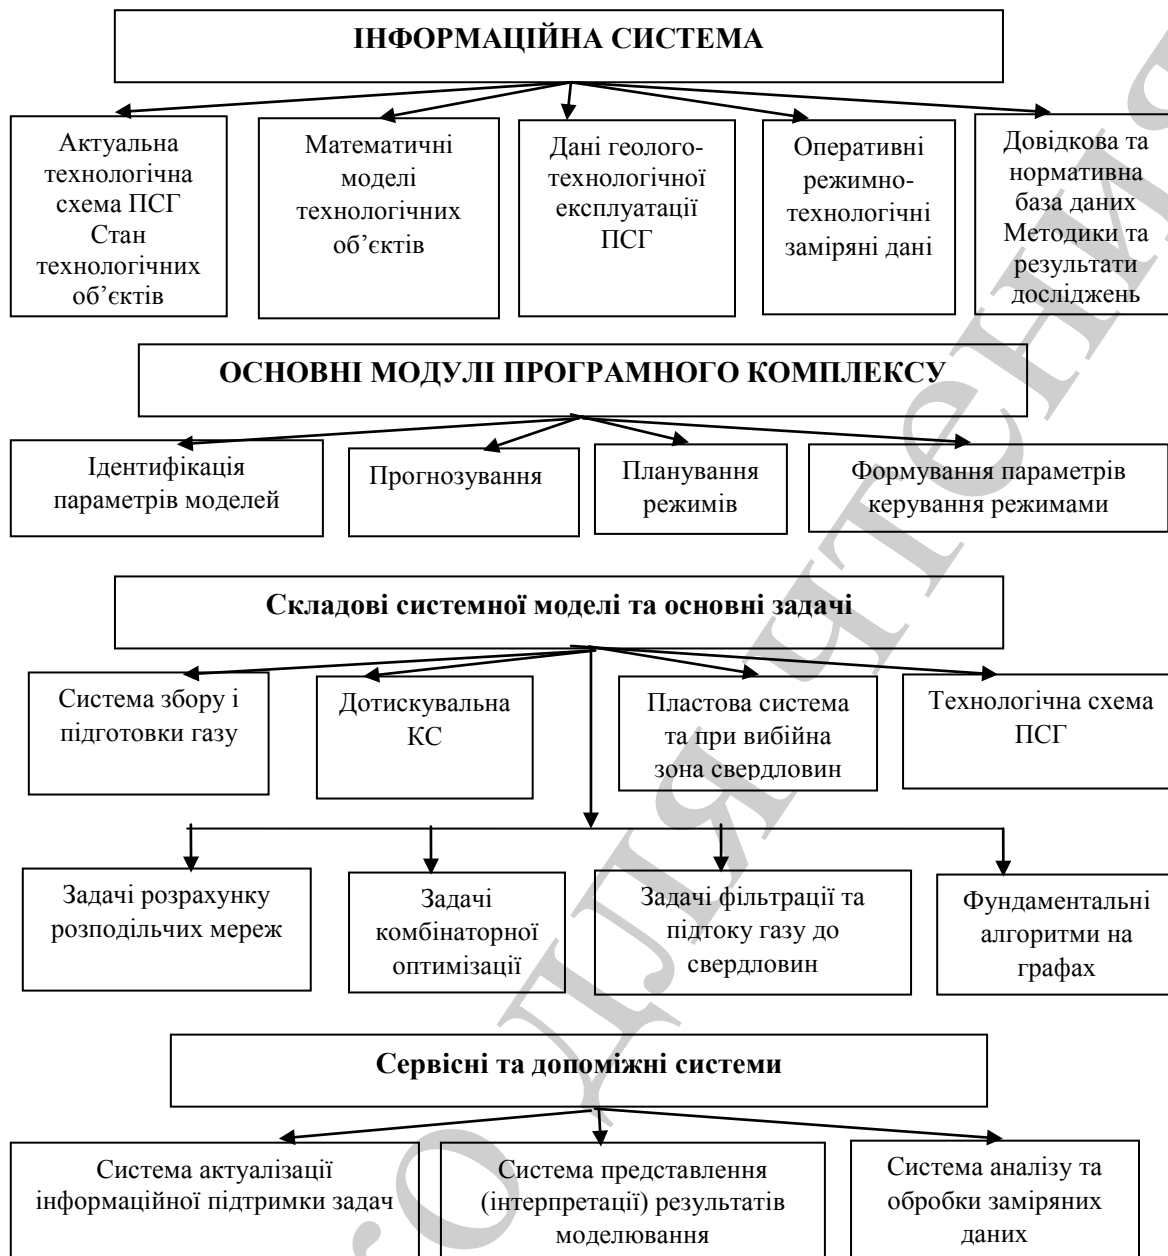 ІНФОРМАЦІЙНА СИСТЕМА
Актуальна
технологічна
схема ПСГ
Стан
технологічних
об’єктів
Математичні
моделі
технологічних
об’єктів
Дані геолого-
технологічної
експлуатації
ПСГ
Оперативні
режимно-
технологічні
заміряні дані
Довідкова та
нормативна
база даних
Методики та
результати
досліджень
ОСНОВНІ МОДУЛІ ПРОГРАМНОГО КОМПЛЕКСУ
Ідентифікація
параметрів моделей
Прогнозування
Планування
режимів
Формування параметрів
керування режимами
Складові системної моделі та основні задачі
Система збору і
підготовки газу
Дотискувальна
КС
Пластова система
та при вибійна
зона свердловин
Технологічна схема
ПСГ
Задачі розрахунку
розподільчих мереж
Задачі
комбінаторної
оптимізації
Задачі фільтрації та
підтоку газу до
свердловин
Фундаментальні
алгоритми на
графах
Сервісні та допоміжні системи
Система актуалізації
інформаційної підтримки задач
Система представлення
(інтерпретації) результатів
моделювання
Система аналізу та
обробки заміряних
даних
о для чтения